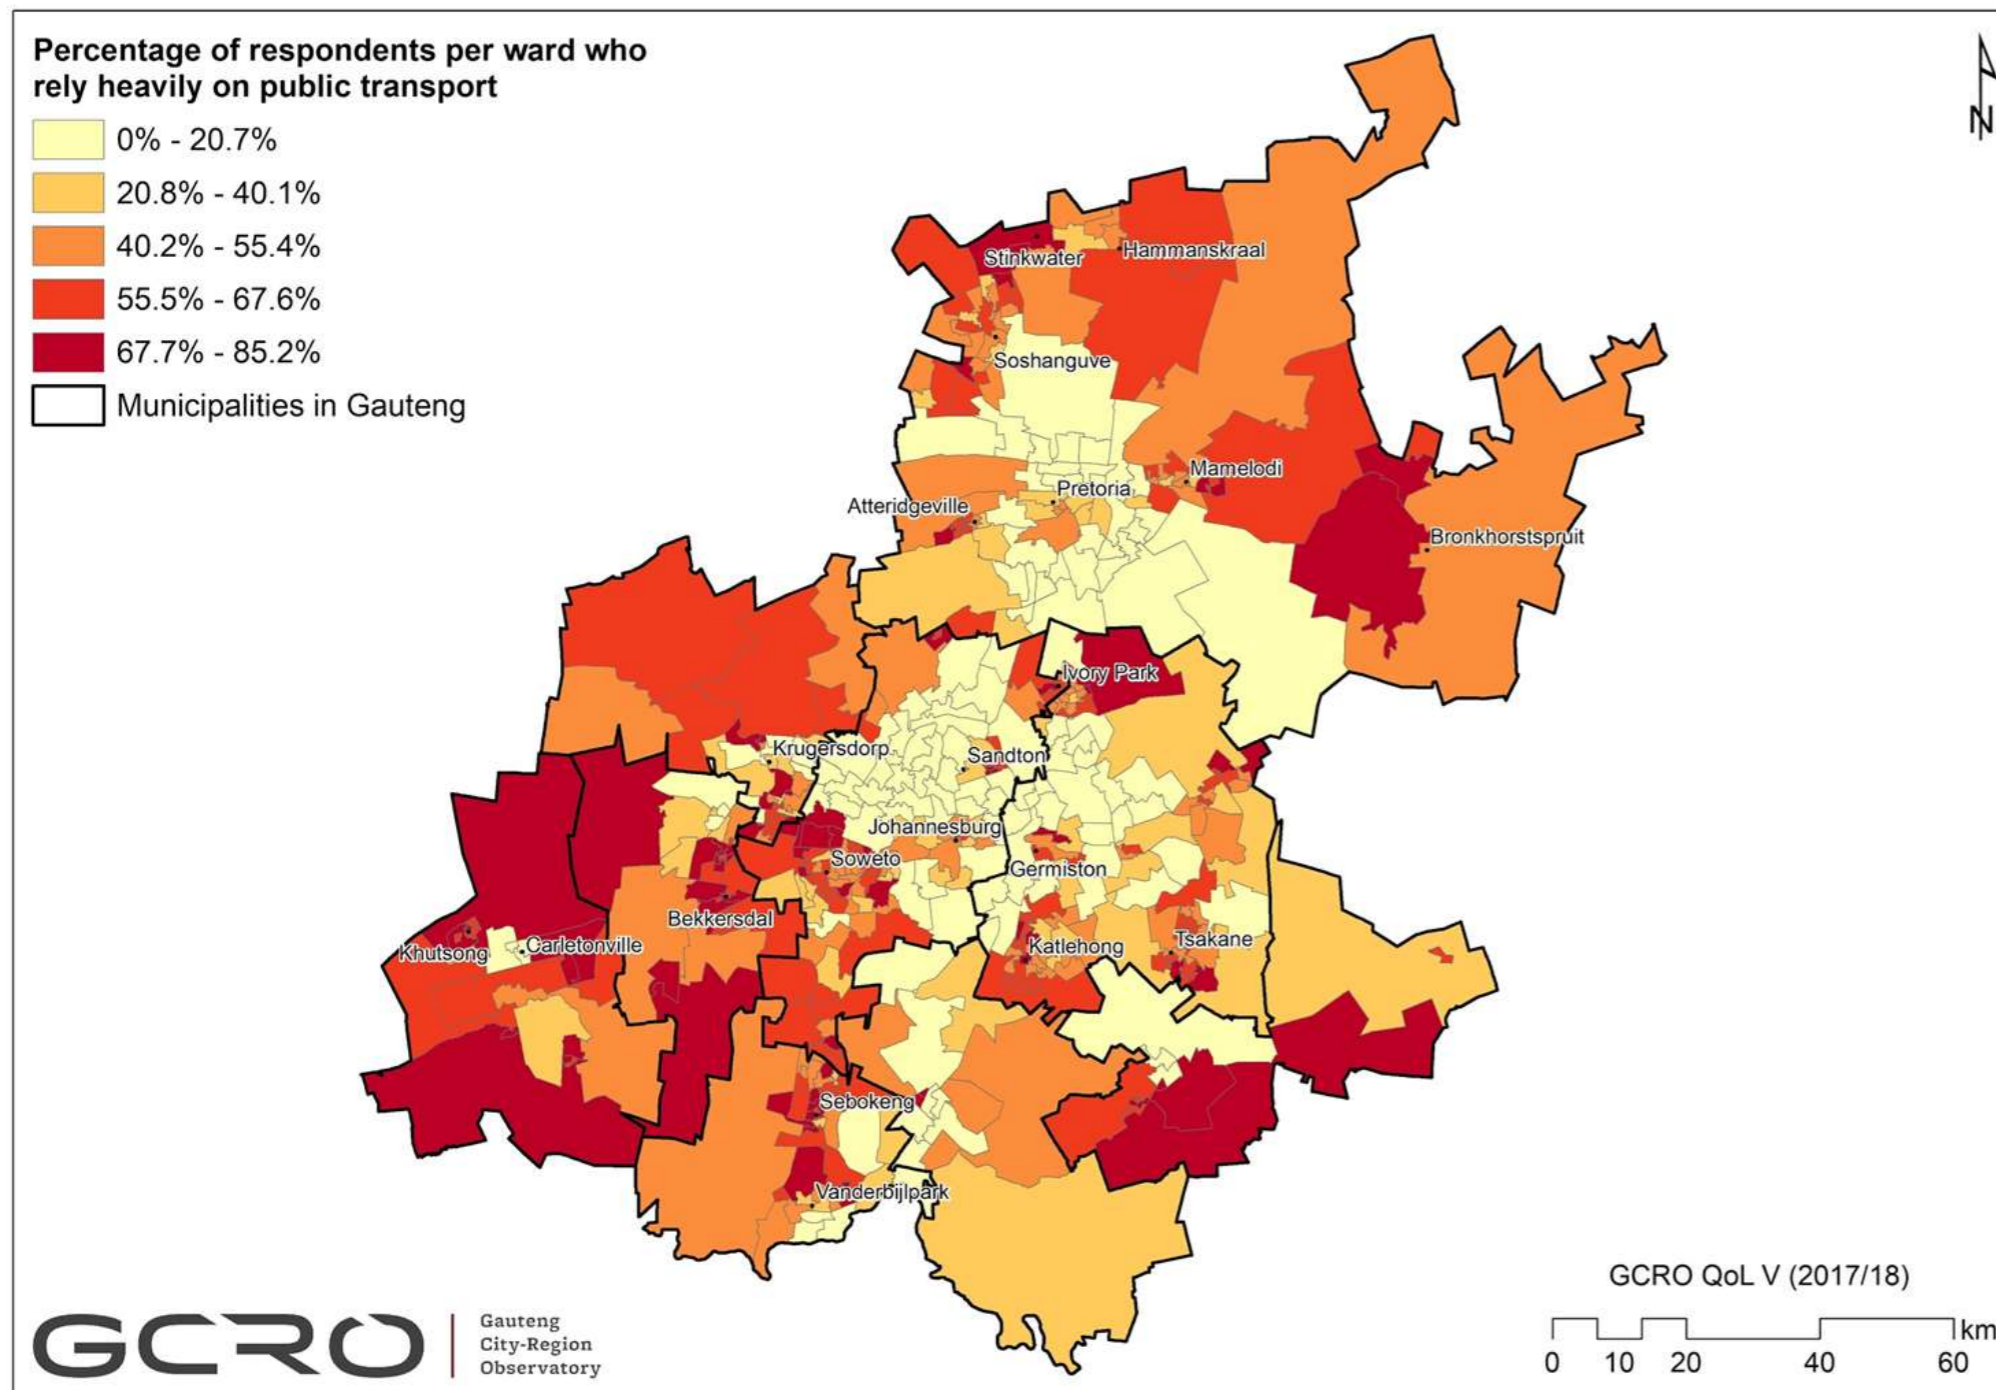 Percentage of respondents per ward who
rely heavily on public transport
0% - 20.7%
20.8% - 40.1%
40.2% - 55.4%
55.5% - 67.6%
67.7% - 85.2%
Municipalities in Gauteng
N
Stinkwater
Hammanskraal
Soshanguve
Mamelodi
Pretoria
Atteridgeville
Bronkhorstspruit
Ivory Park
Krugersdorp
Sandton
Johannesburg
Soweto
Germiston
Bekkersdal
Khutsong
Carletonville
Katlehong
Tsakane
Sebokeng
Vanderbijlpark
GCRO QoL V (2017/18)
km
0 10 20 40 60
GCRO
Gauteng
City-Region
Observatory